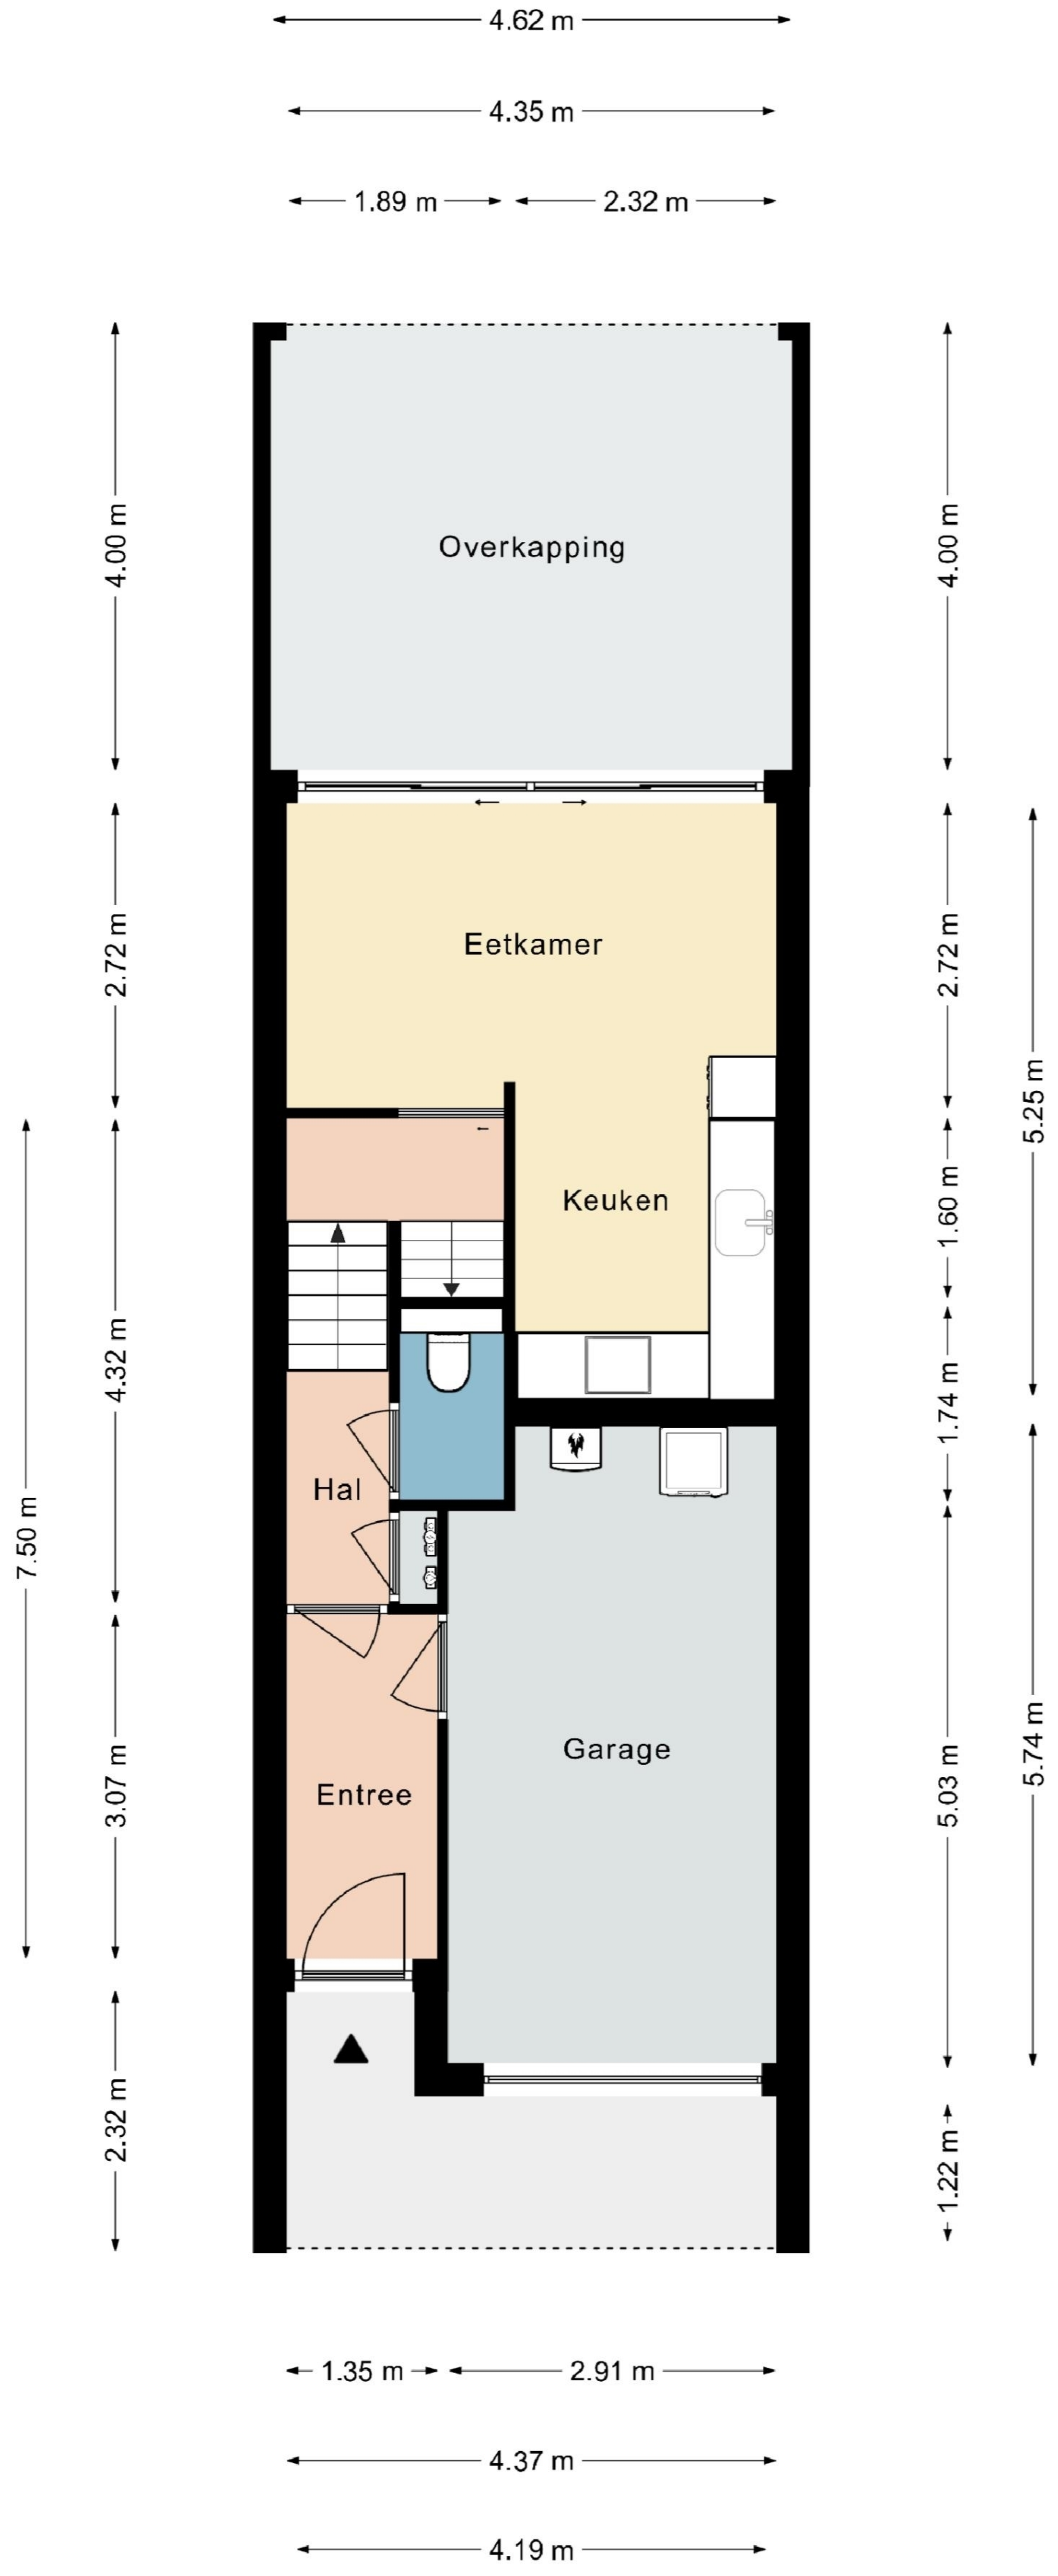 4.62 m
4.35 m
1.89 m
2.32 m
4.00 m
4.00 m
Overkapping
2.72 m
Eetkamer
2.72 m
5.25 m
Keuken
1.60 m
4.32 m
1.74 m
Hal
7.50 m
Garage
5.74 m
3.07 m
Entree
5.03 m
2.32 m
1.22 m
1.35 m
2.91 m
4.37 m
4.19 m